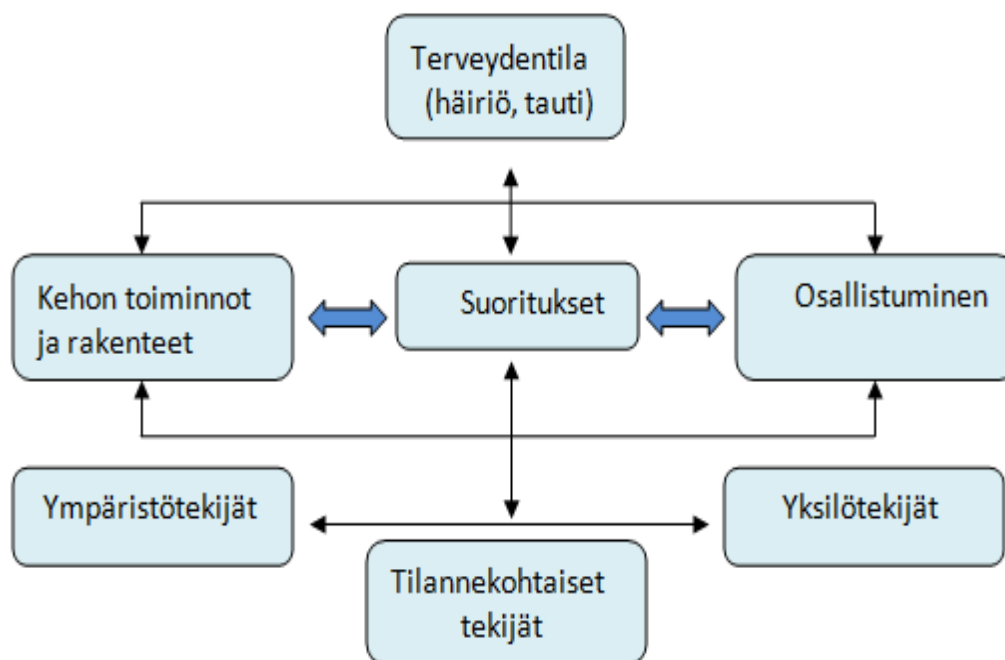 Terveydentila
(häiriö, tauti)
Kehon toiminnot
ja rakenteet
Suoritukset
Osallistuminen
Ympäristötekijät
Yksilötekijät
Tilannekohtaiset
tekijät